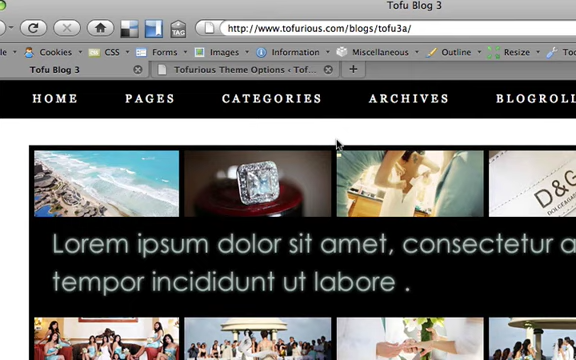 Tofu Blog 3
TAG
http://www.tofurious.com/blogs/tofu3a/
Cookies CSS Forms Images Information Miscellaneous Outline Resize
Tofu Blog 3 Tofurious Theme Options ‹ Tof...
HOME PAGES CATEGORIES ARCHIVES BLOGROLL
D&G
Lorem ipsum dolor sit amet, consectetur a
tempor incididunt ut labore .